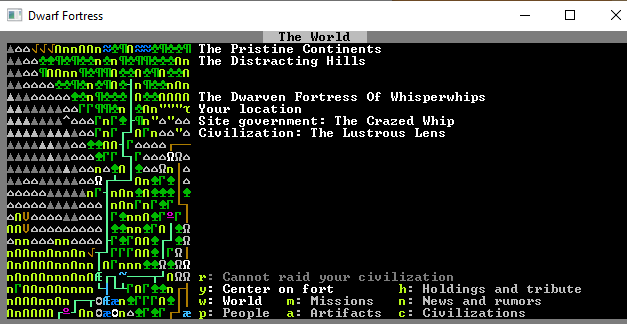 Dwarf Fortress
The World
The Pristine Continents
The Distracting Hills
The Dwarven Fortress Of Whisperwhips
Your location
Site government: The Crazed Whip
Civilization: The Lustrous Lens
r: Cannot raid your civilization
y: Center on fort h: Holdings and tribute
w: World m: Missions n: News and rumors
p: People a: Artifacts c: Civilizations